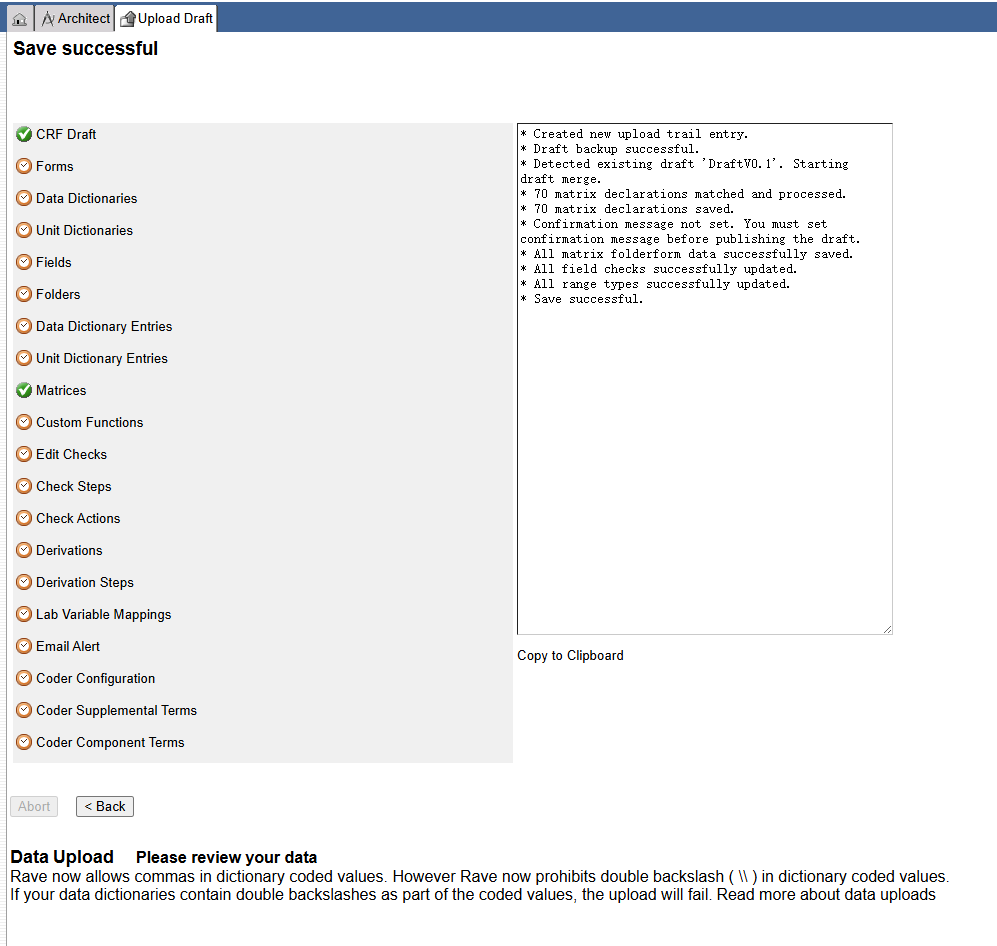 Architect
Upload Draft
Save successful
CRF Draft
Forms
Data Dictionaries
Unit Dictionaries
Fields
Folders
Data Dictionary Entries
Unit Dictionary Entries
Matrices
Custom Functions
Edit Checks
Check Steps
Check Actions
Derivations
Derivation Steps
Lab Variable Mappings
Email Alert
Coder Configuration
Coder Supplemental Terms
Coder Component Terms
* Created new upload trail entry.
* Draft backup successful.
* Detected existing draft 'DraftV0.1'. Starting
draft merge.
* 70 matrix declarations matched and processed.
* 70 matrix declarations saved.
* Confirmation message not set. You must set
confirmation message before publishing the draft.
* All matrix folderform data successfully saved.
* All field checks successfully updated.
* All range types successfully updated.
* Save successful.
Copy to Clipboard
Abort
< Back
Data Upload Please review your data
Rave now allows commas in dictionary coded values. However Rave now prohibits double backslash ( \\ ) in dictionary coded values.
If your data dictionaries contain double backslashes as part of the coded values, the upload will fail. Read more about data uploads